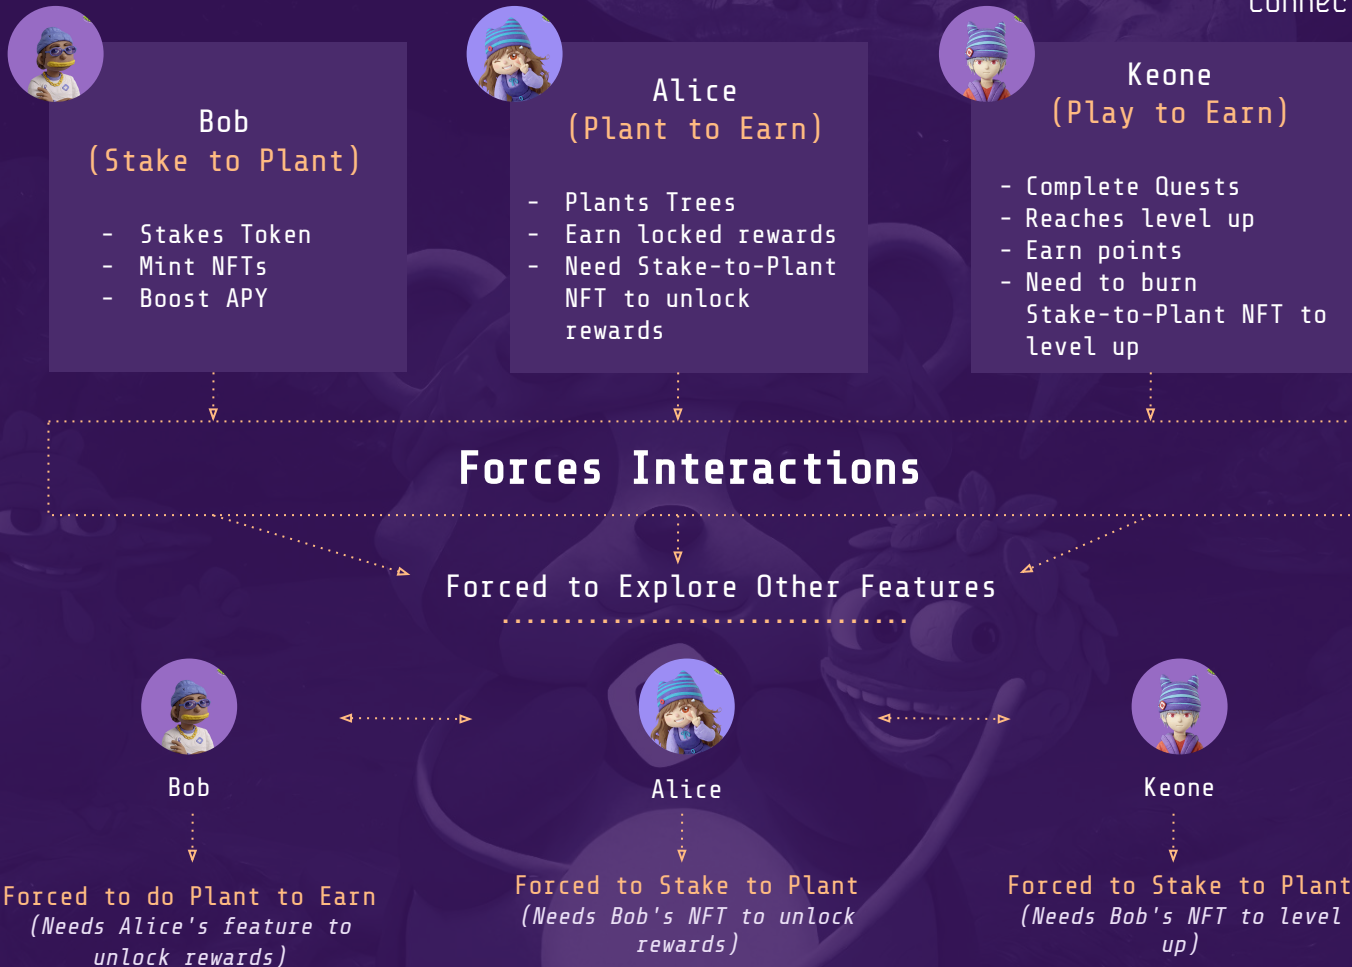 connec
Bob
(Stake to Plant)
- Stakes Token
- Mint NFTs
- Boost APY
Alice
(Plant to Earn)
- Plants Trees
- Earn locked rewards
- Need Stake-to-Plant
NFT to unlock
rewards
Keone
(Play to Earn)
- Complete Quests
- Reaches level up
- Earn points
- Need to burn
Stake-to-Plant NFT to
level up
Forces Interactions
Forced to Explore Other Features
Bob
Alice
Keone
Forced to do Plant to Earn
(Needs Alice's feature to
unlock rewards)
Forced to Stake to Plant
(Needs Bob's NFT to unlock
rewards)
Forced to Stake to Plant
(Needs Bob's NFT to level
up)